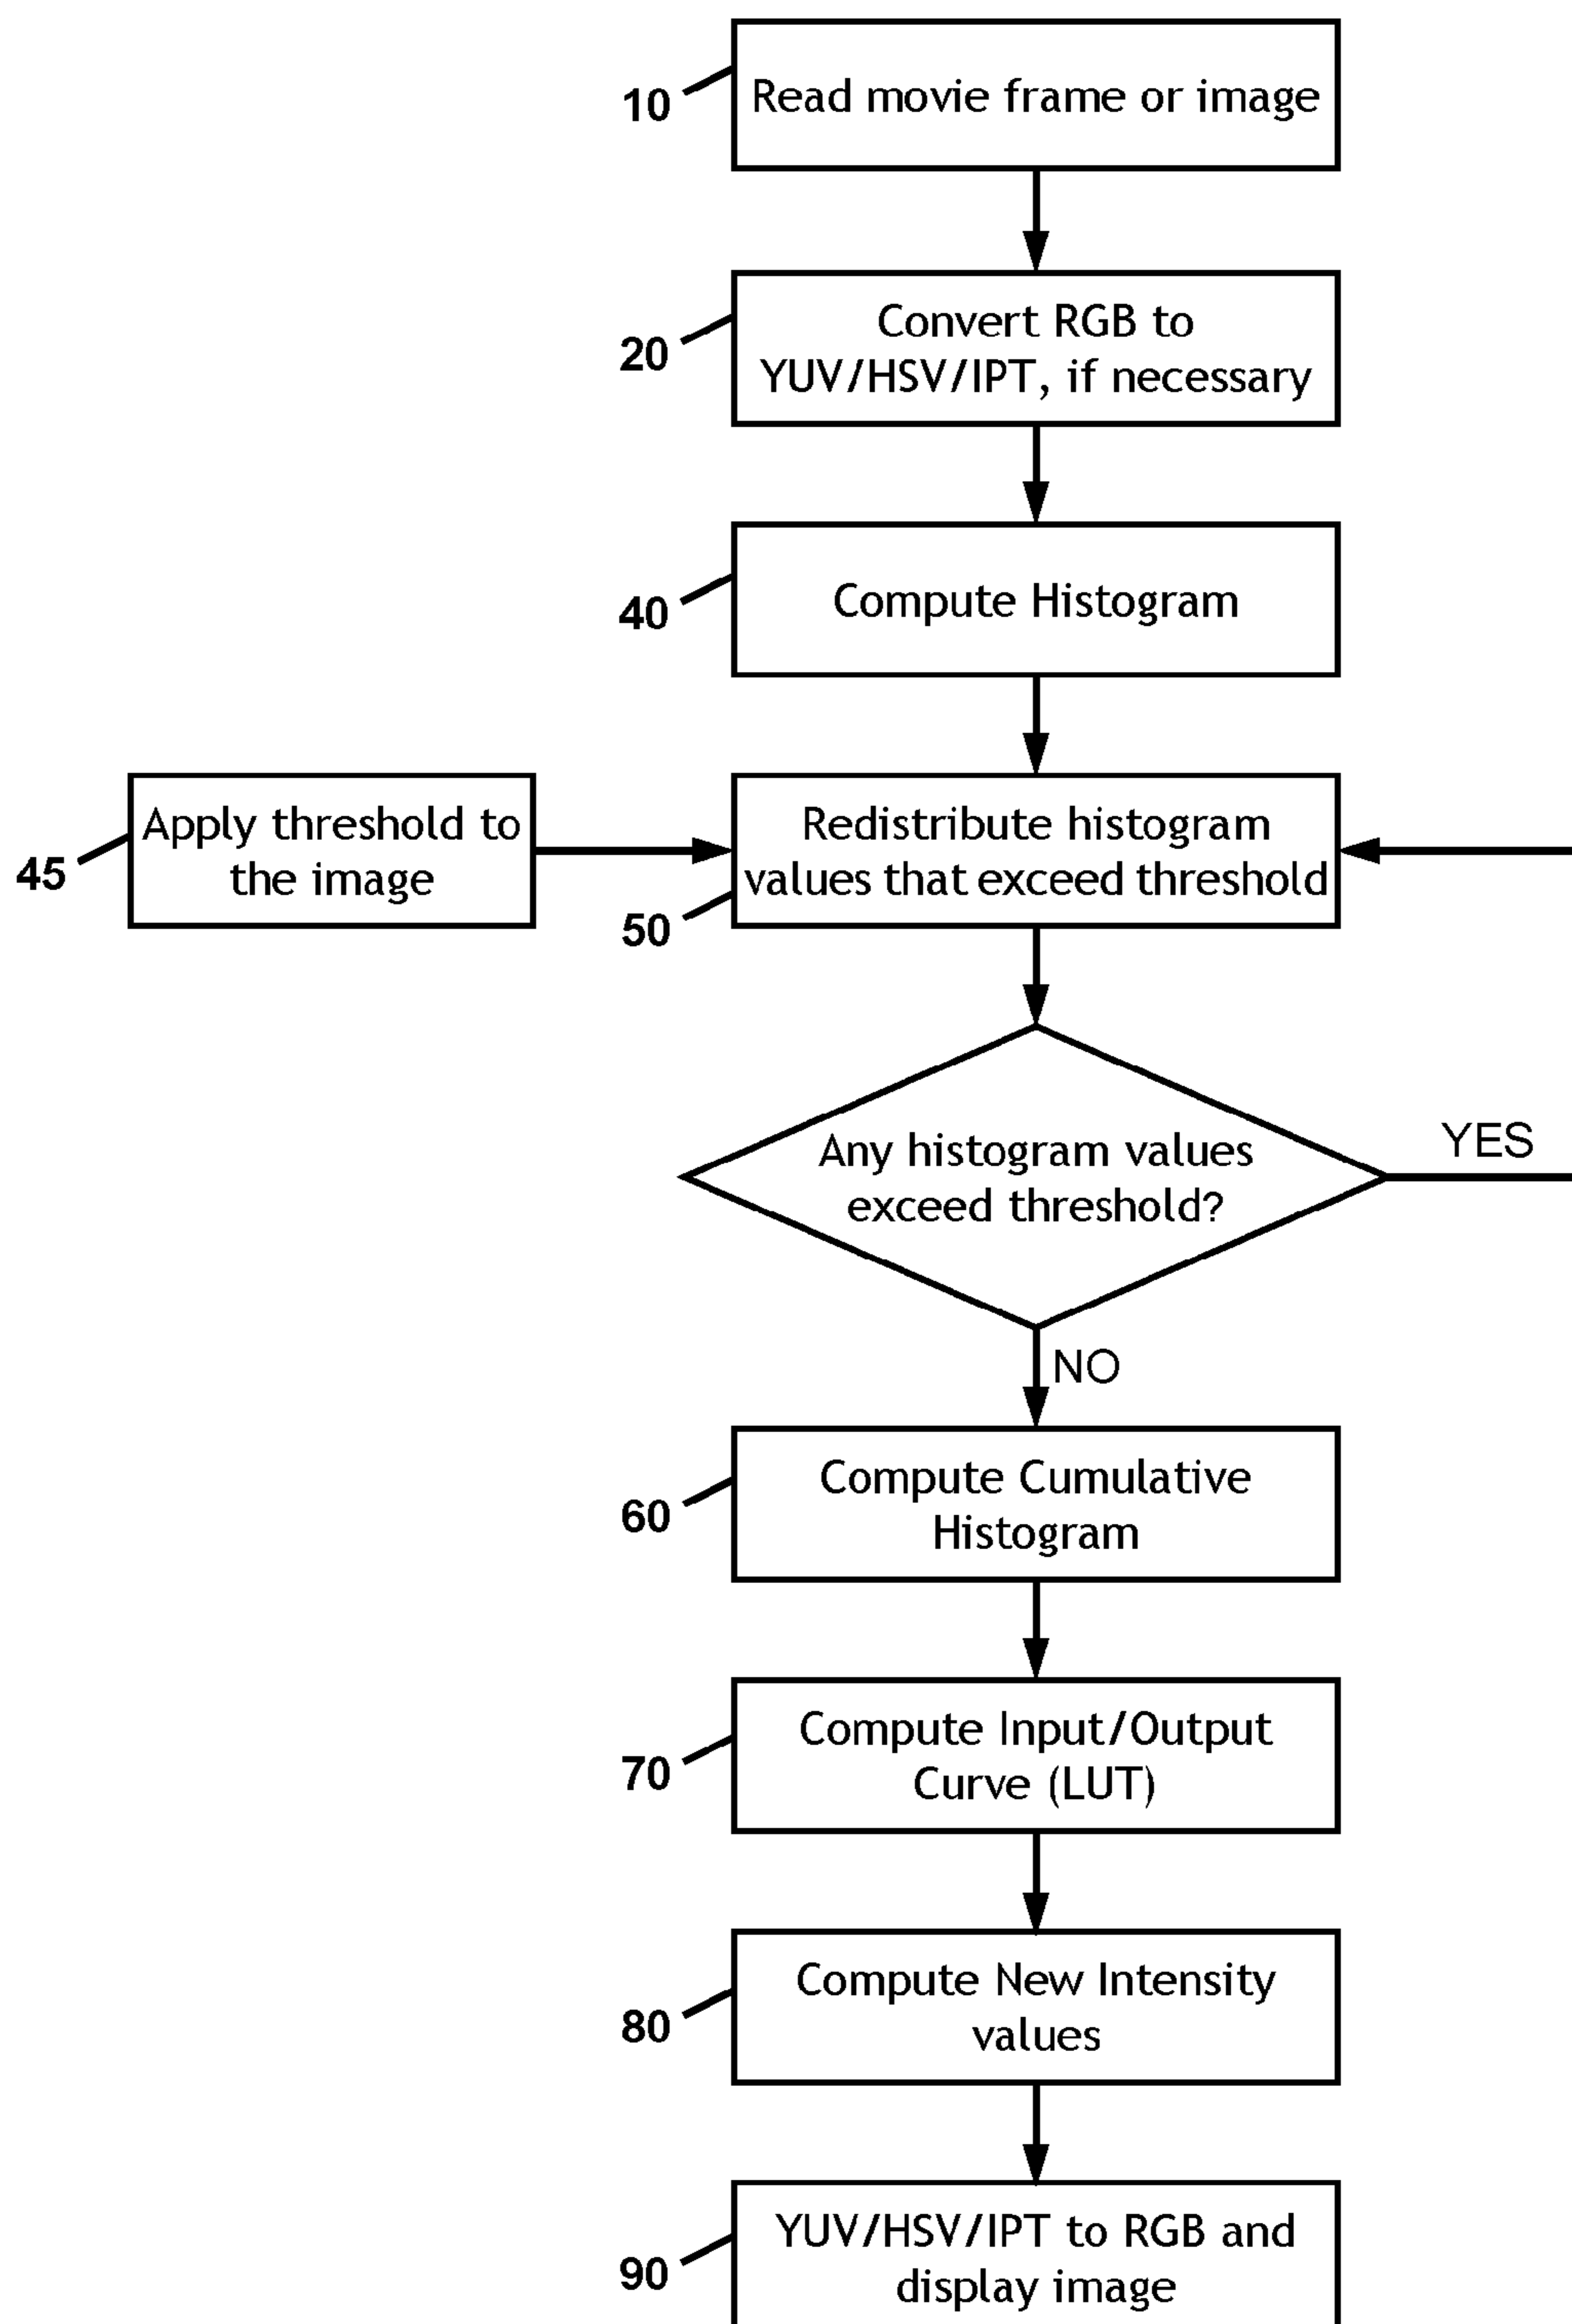 10
Read movie frame or image
20
Convert RGB to
YUV/HSV/IPT, if necessary
40
Compute Histogram
45
Apply threshold to
the image
50
Redistribute histogram
values that exceed threshold
Any histogram values
exceed threshold?
YES
NO
60
Compute Cumulative
Histogram
70
Compute Input/Output
Curve (LUT)
80
Compute New Intensity
values
90
YUV/HSV/IPT to RGB and
display image